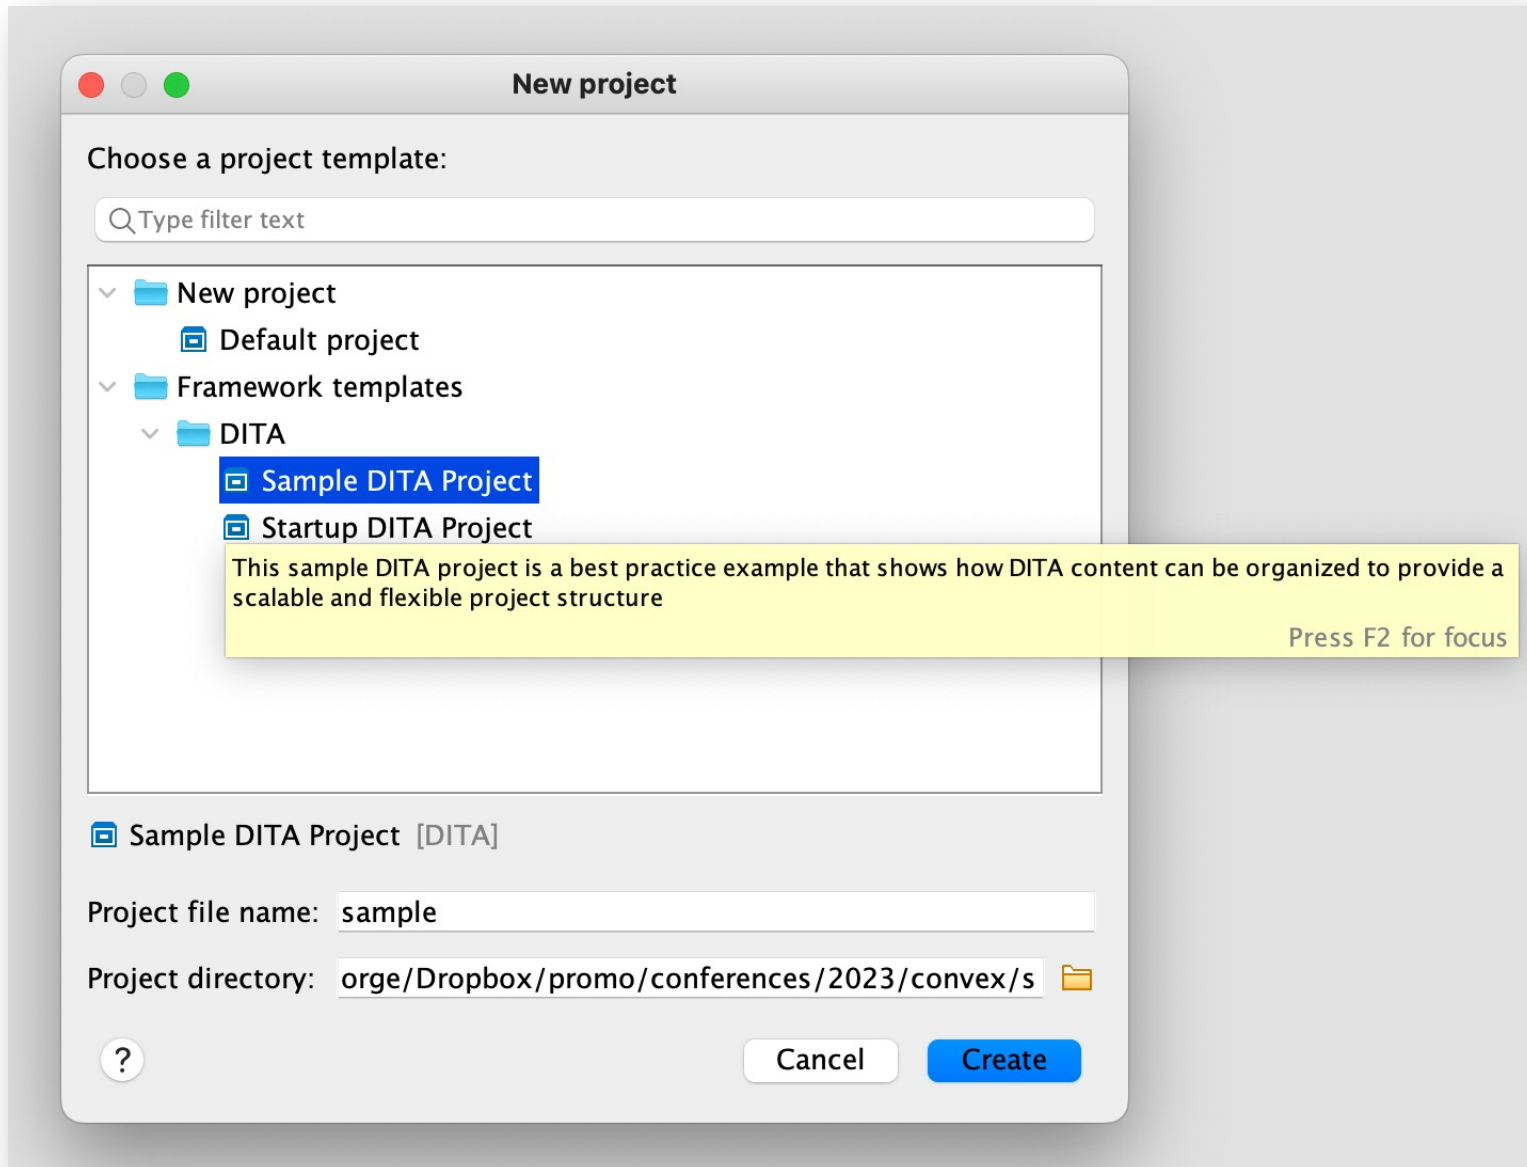 New project
Choose a project template:
Type filter text
New project
Default project
Framework templates
DITA
Sample DITA Project
Startup DITA Project
This sample DITA project is a best practice example that shows how DITA content can be organized to provide a
scalable and flexible project structure
Press F2 for focus
Sample DITA Project [DITA]
Project file name: sample
Project directory: orge/Dropbox/promo/conferences/2023/convex/s
? Cancel Create